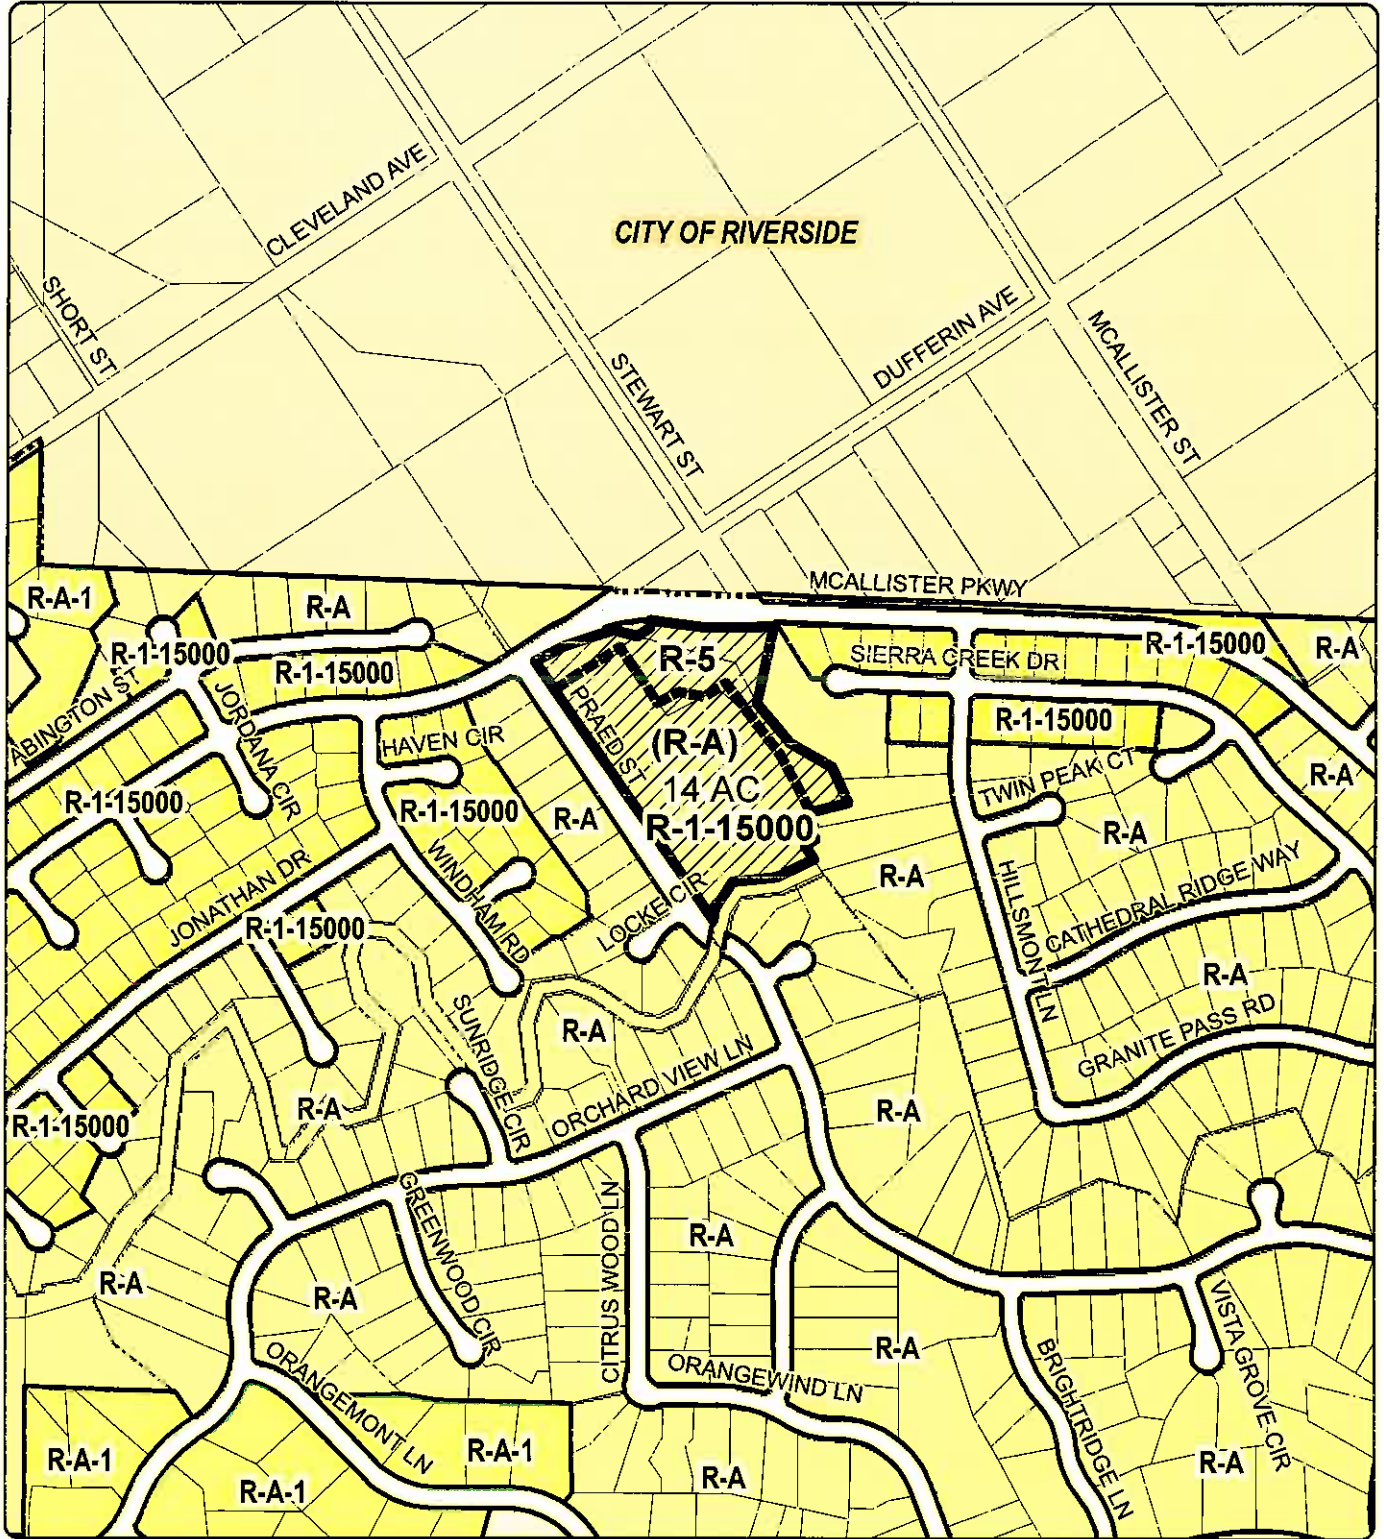 CLEVELAND AVE
CITY OF RIVERSIDE
SHORT ST
STEWART ST
DUFFERIN AVE
MCALLISTER ST
MCALLISTER PKWY
R-A-1
R-A
R-1-15000
R-1-15000
R-5
SIERRA CREEK DR
R-1-15000
R-A
ABINGTON ST
JORDANA CIR
HAVEN CIR
PRAED ST
(R-A)
14 AC
R-1-15000
R-1-15000
TWIN PEAK CT
R-A
R-1-15000
R-1-15000
R-A
R-A
JONATHAN DR
WINDHAM RD
LOCKE CIR
R-A
HILLSMONT LN
CATHEDRAL RIDGE WAY
R-1-15000
R-A
SUNRIDGE CIR
R-A
GRANITE PASS RD
ORCHARD VIEW LN
R-A
R-A
R-1-15000
GREENWOOD CIR
CITRUS WOOD LN
R-A
R-A
R-A
ORANGEMONT LN
ORANGEWIND LN
R-A
BRIGHTRIDGE LN
VISTA GROVE CIR
R-A-1
R-A-1
R-A-1
R-A
R-A